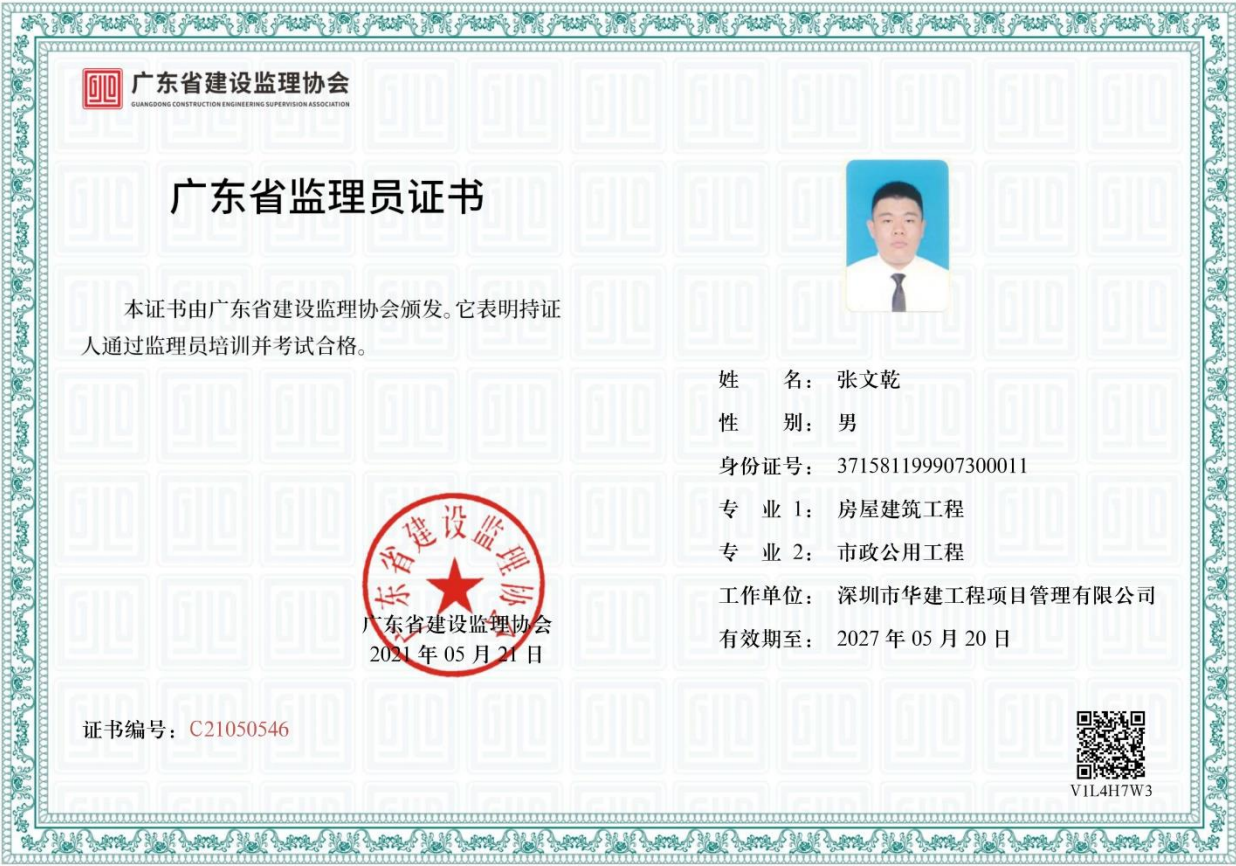 广东省建设监理协会
GUANGDONG CONSTRUCTION ENGINEERING SUPERVISION ASSOCIATION
广东省监理员证书
本证书由广东省建设监理协会颁发。它表明持证
人通过监理员培训并考试合格。
姓 名： 张文乾
性 别： 男
身份证号： 371581199907300011
专 业 1： 房屋建筑工程
专 业 2： 市政公用工程
工作单位： 深圳市华建工程项目管理有限公司
有效期至： 2027 年 05 月 20 日
广东省建设监理协会
广东省建设监理协会
2021 年 05 月 21 日
证书编号：C21050546
V1L4H7W3